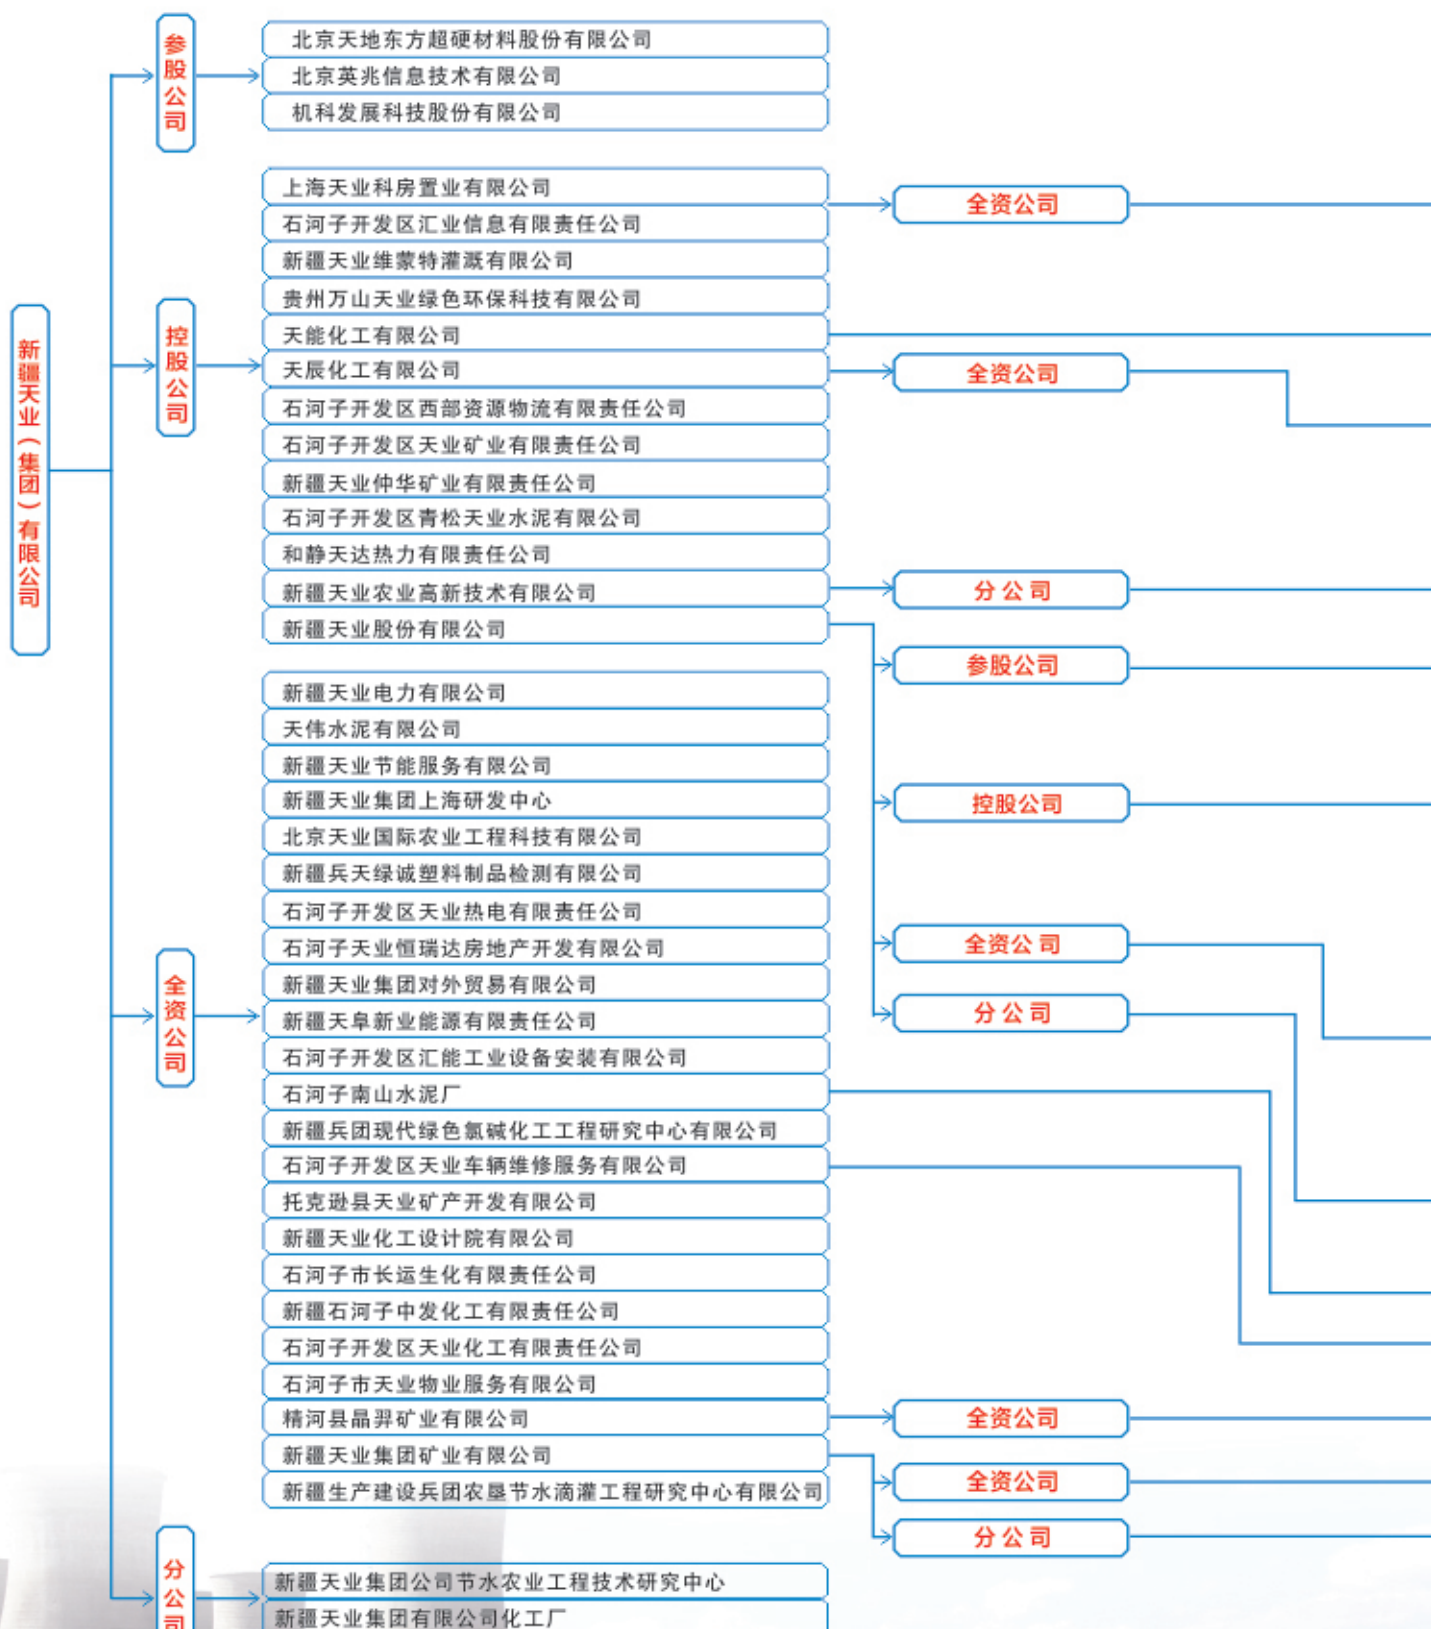 新疆天业（集团）有限公司
参股公司
北京天地东方超硬材料股份有限公司
北京英兆信息技术有限公司
机科发展科技股份有限公司
控股公司
上海天业科房置业有限公司
石河子开发区汇业信息有限责任公司
新疆天业维蒙特灌溉有限公司
贵州万山天业绿色环保科技有限公司
天能化工有限公司
天辰化工有限公司
石河子开发区西部资源物流有限责任公司
石河子开发区天业矿业有限责任公司
新疆天业仲华矿业有限责任公司
石河子开发区青松天业水泥有限公司
和静天达热力有限责任公司
新疆天业农业高新技术有限公司
新疆天业股份有限公司
全资公司
全资公司
分公司
参股公司
控股公司
全资公司
分公司
全资公司
新疆天业电力有限公司
天伟水泥有限公司
新疆天业节能服务有限公司
新疆天业集团上海研发中心
北京天业国际农业工程科技有限公司
新疆兵天绿诚塑料制品检测有限公司
石河子开发区天业热电有限责任公司
石河子天业恒瑞达房地产开发有限公司
新疆天业集团对外贸易有限公司
新疆天阜新业能源有限责任公司
石河子开发区汇能工业设备安装有限公司
石河子南山水泥厂
新疆兵团现代绿色氯碱化工工程研究中心有限公司
石河子开发区天业车辆维修服务有限公司
托克逊县天业矿产开发有限公司
新疆天业化工设计院有限公司
石河子市长运生化有限责任公司
新疆石河子中发化工有限责任公司
石河子开发区天业化工有限责任公司
石河子市天业物业服务有限公司
精河县晶羿矿业有限公司
新疆天业集团矿业有限公司
新疆生产建设兵团农垦节水滴灌工程研究中心有限公司
全资公司
全资公司
分公司
分公司
新疆天业集团公司节水农业工程技术研究中心
新疆天业集团有限公司化工厂